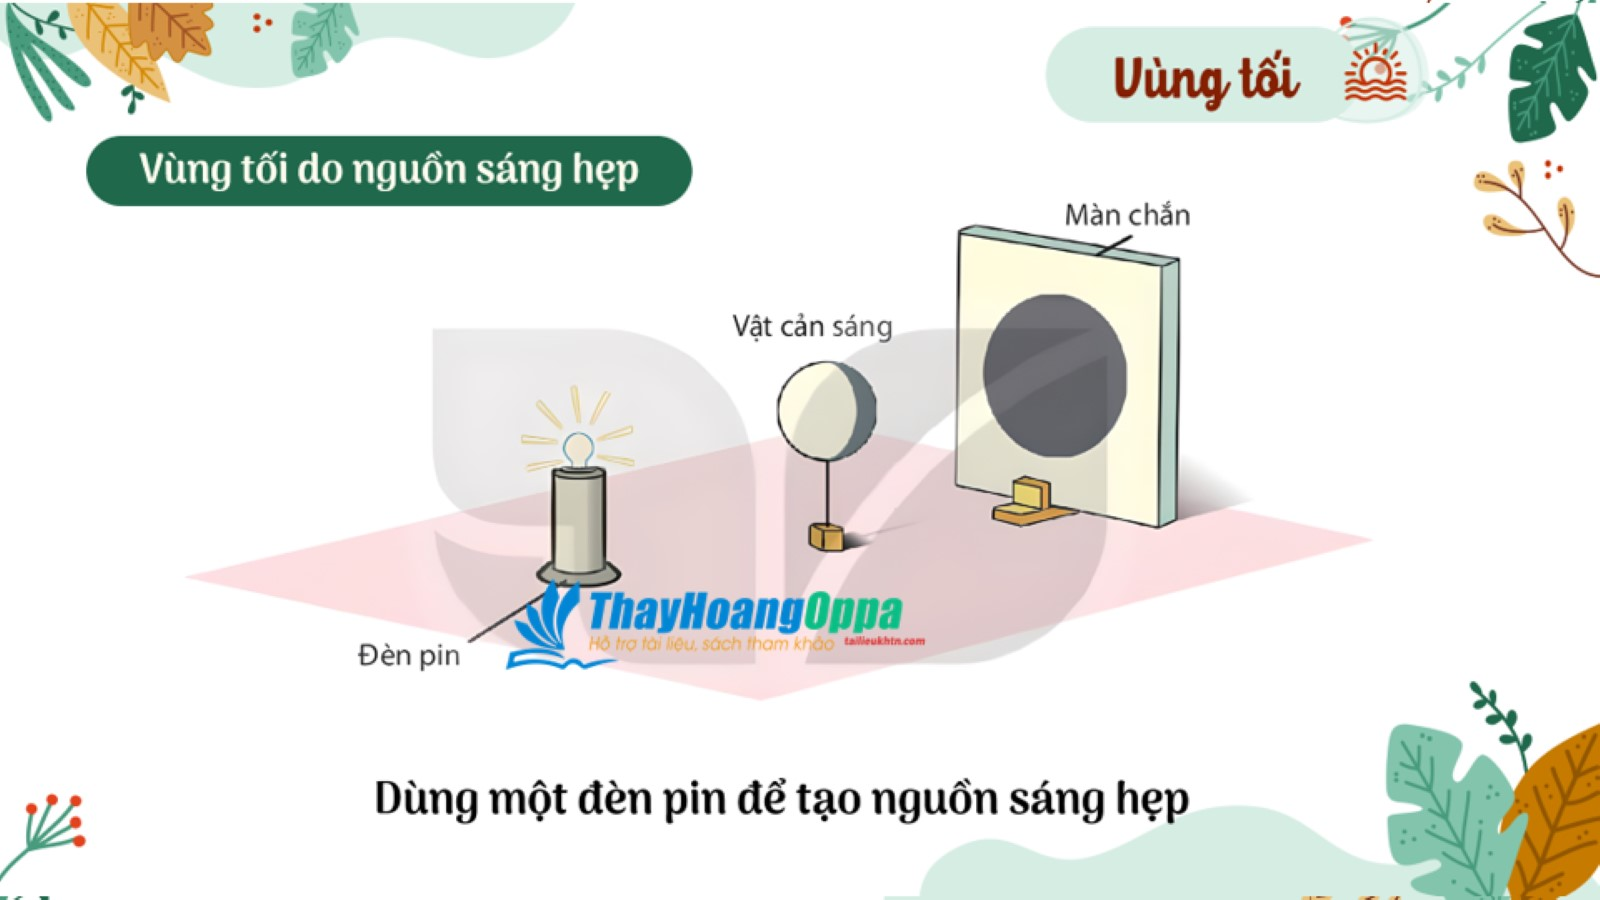 Vùng tối
Vùng tối do nguồn sáng hẹp
Màn chắn
Vật cản sáng
ThayHoangOppa
Hỗ trợ tài liệu, sách tham khảo tailieukhtn.com
Đèn pin
Dùng một đèn pin để tạo nguồn sáng hẹp